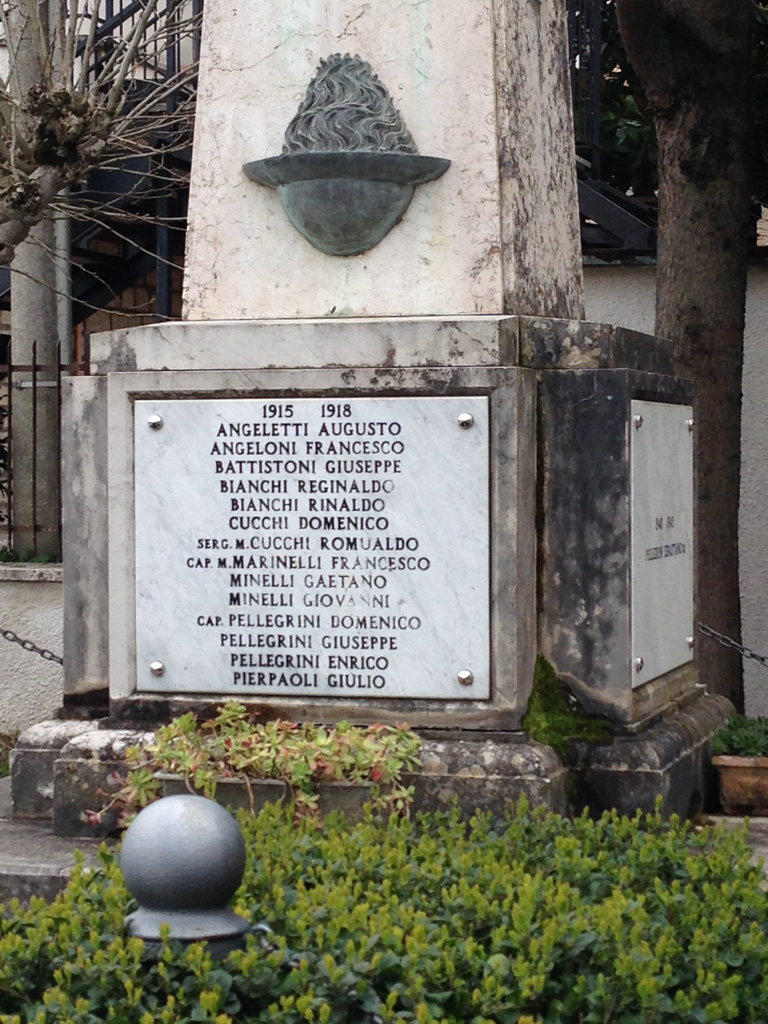 1915 1918
ANGELETTI AUGUSTO
ANGELONI FRANCESCO
BATTISTONI GIUSEPPE
BIANCHI REGINALDO
BIANCHI RINALDO
CUCCHI DOMENICO
SERG. M. CUCCHI ROMUALDO
CAP. M. MARINELLI FRANCESCO
MINELLI GAETANO
MINELLI GIOVANNI
CAP. PELLEGRINI DOMENICO
PELLEGRINI GIUSEPPE
PELLEGRINI ENRICO
PIERPAOLI GIULIO
PELLEGRINI